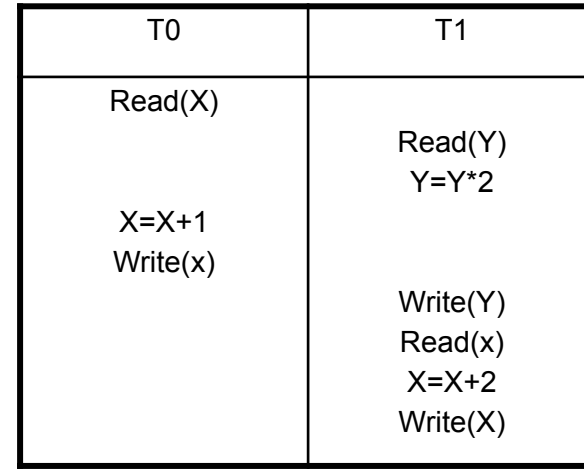 T0 T1
Read(X)
Read(Y)
Y=Y*2
X=X+1
Write(x)
Write(Y)
Read(x)
X=X+2
Write(X)